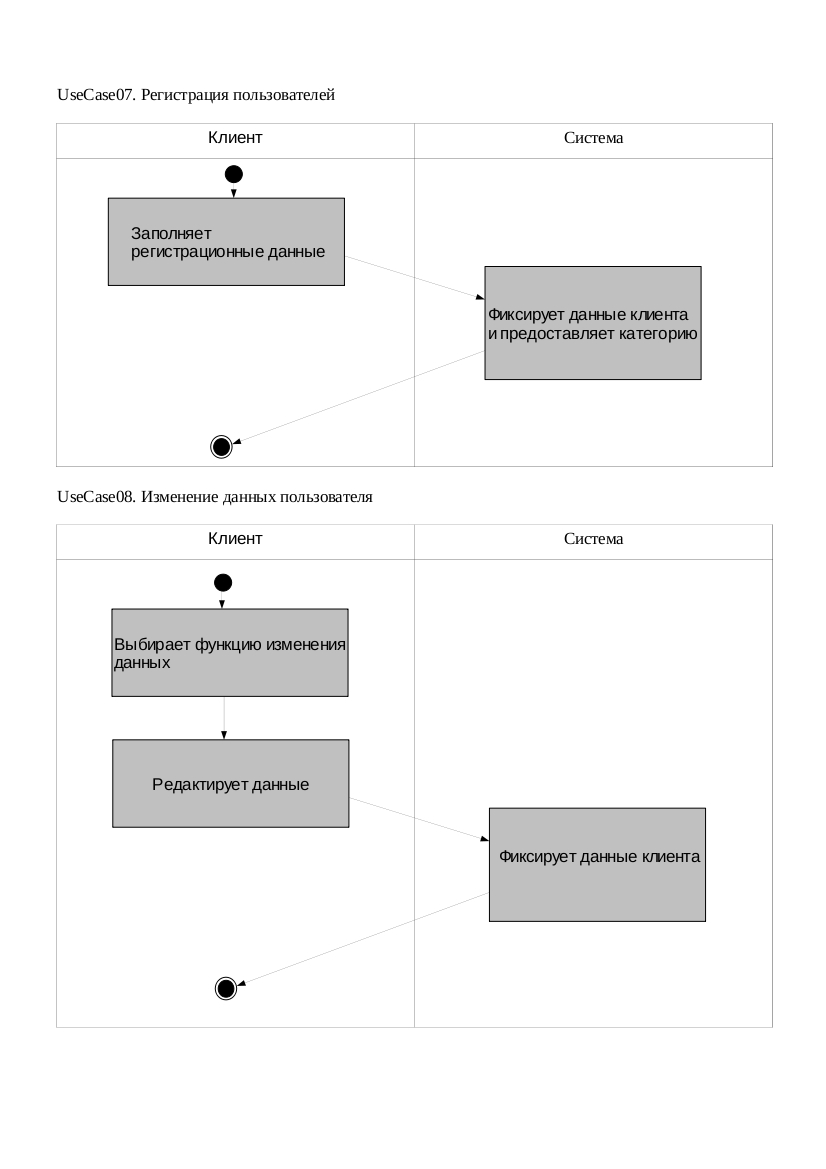 UseCase07. Регистрация пользователей
Клиент
Система
Заполняет
регистрационные данные
Фиксирует данные клиента
и предоставляет категорию
UseCase08. Изменение данных пользователя
Клиент
Система
Выбирает функцию изменения
данных
Редактирует данные
Фиксирует данные клиента